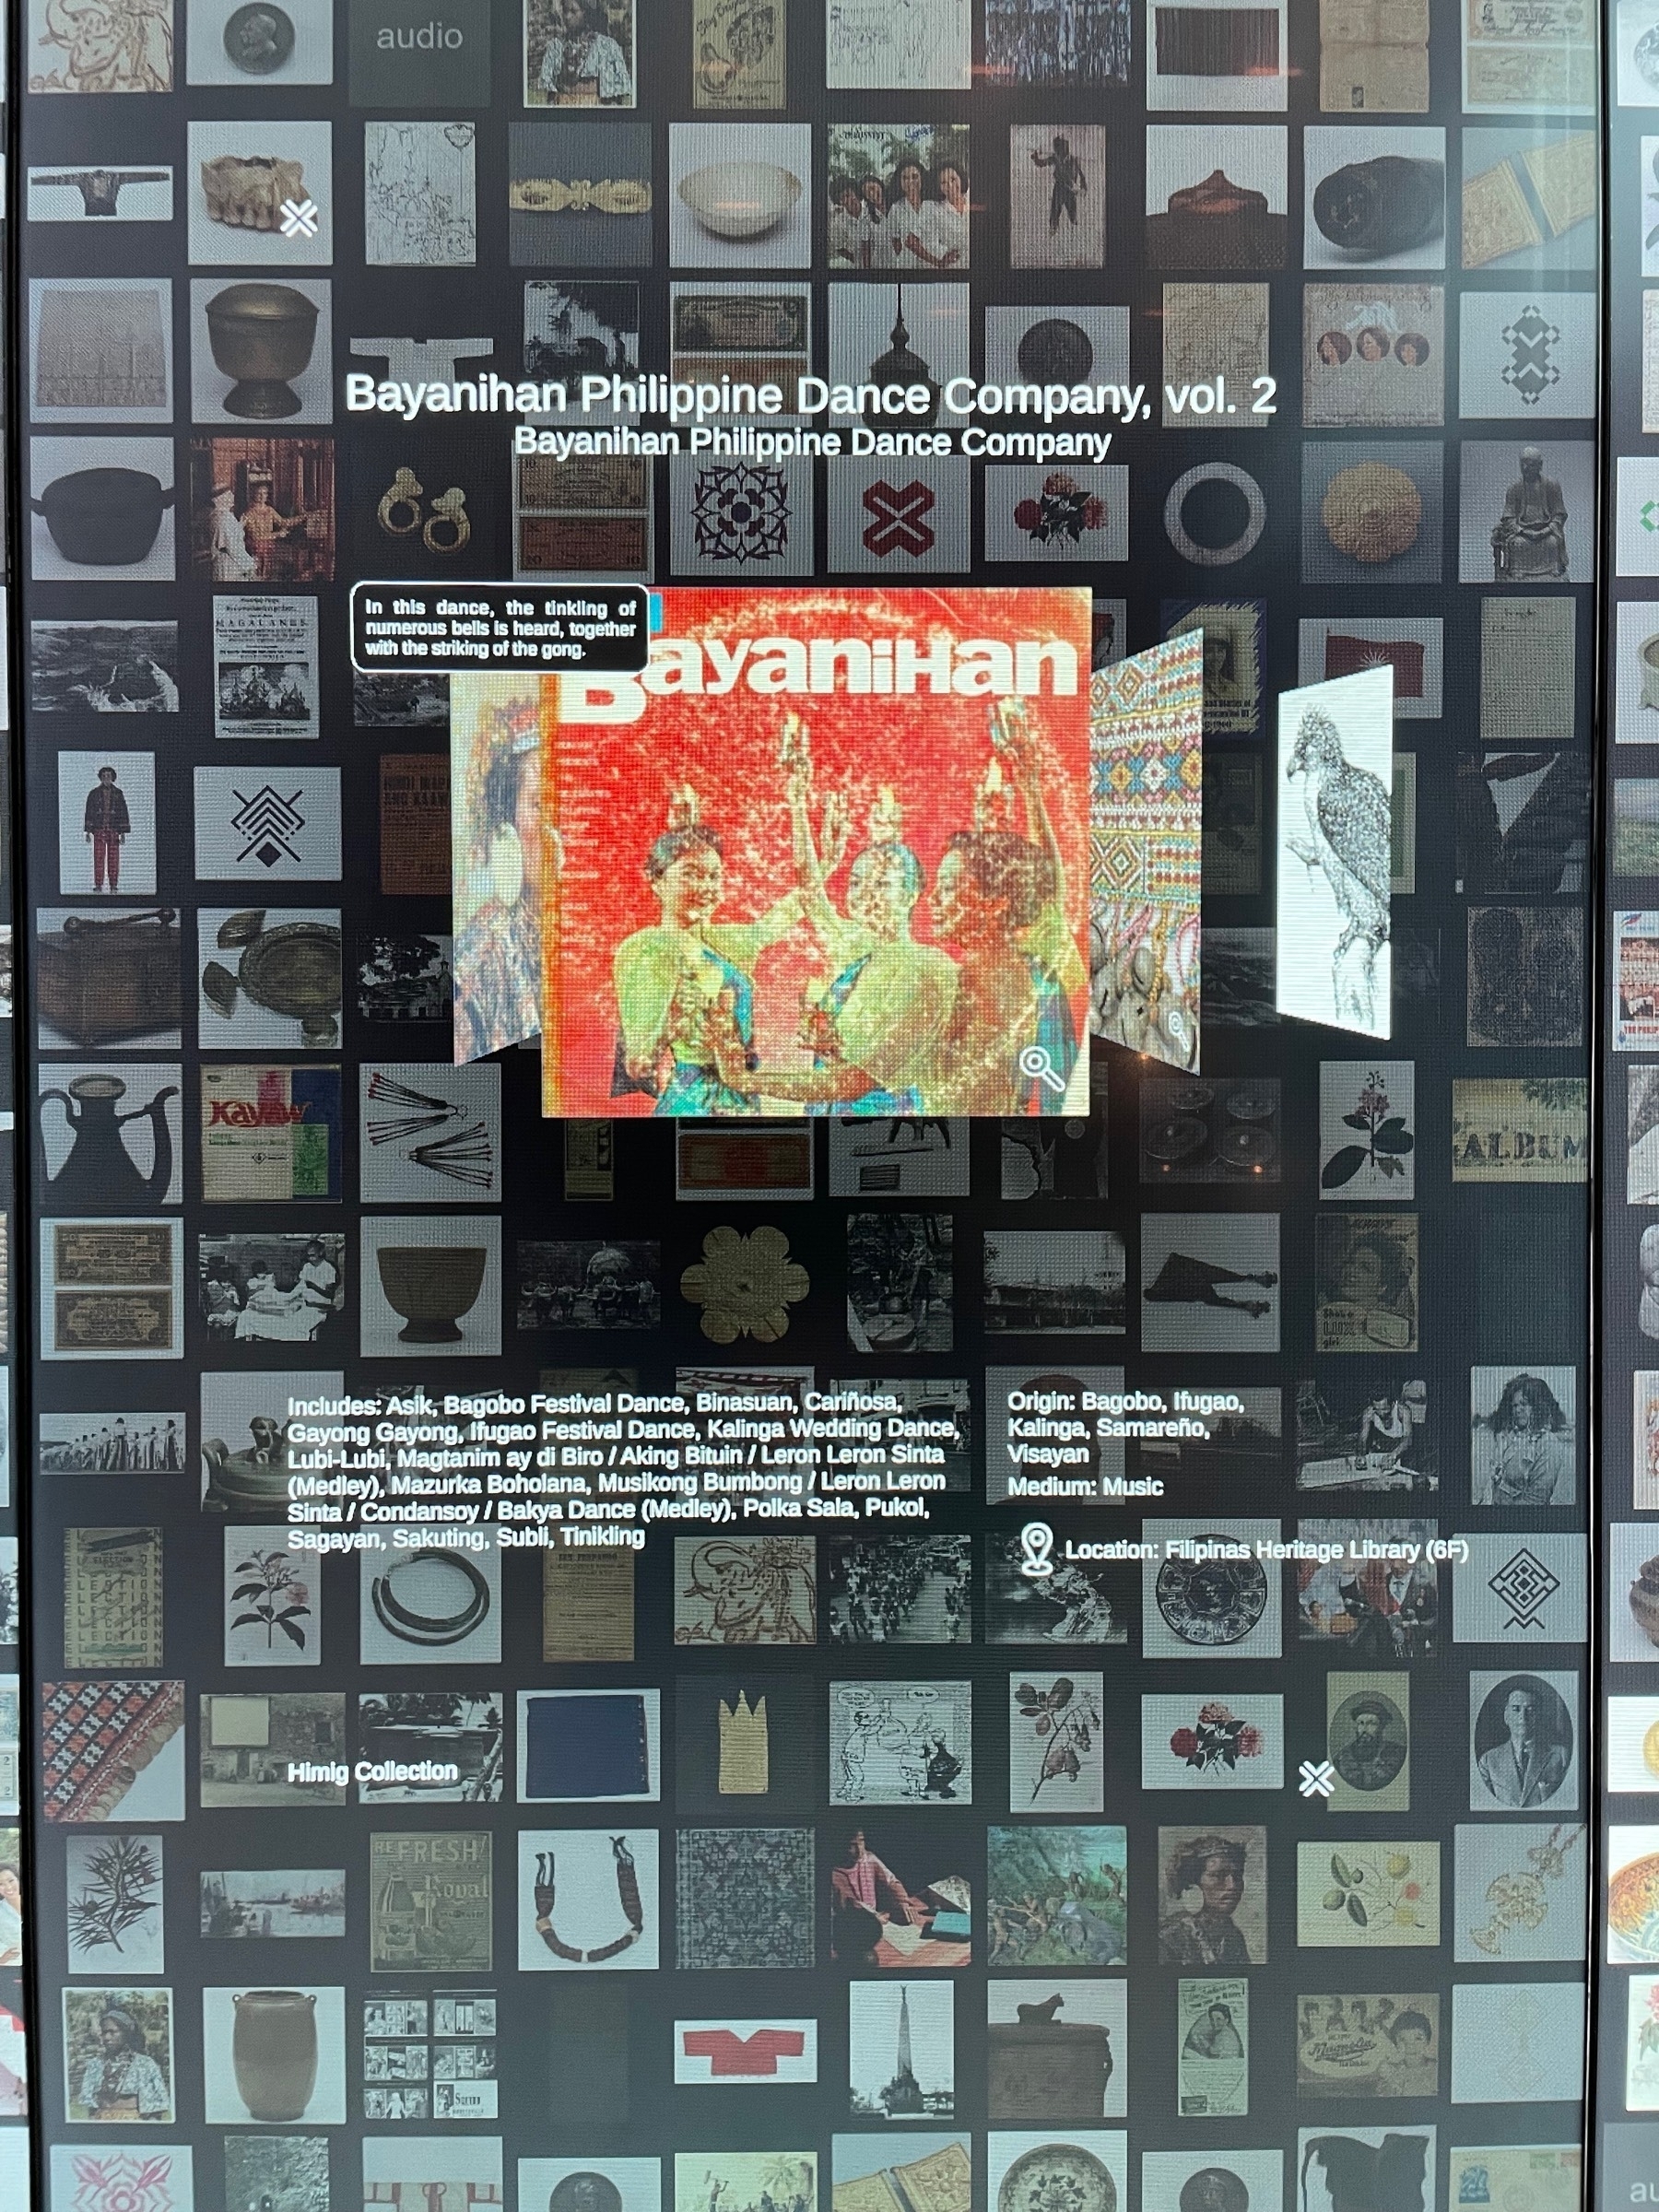 audio
Bayanihan Philippine Dance Company, vol. 2
Bayanihan Philippine Dance Company
In this dance, the tinkling of
numerous bells is heard, together
with the striking of the gong.
BayaniHan
MAGALLANES
Kayaw
ALBUM
Includes: Asik, Bagobo Festival Dance, Binasuan, Cariñosa,
Gayong Gayong, Ifugao Festival Dance, Kalinga Wedding Dance,
Lubi-Lubi, Magtanim ay di Biro / Aking Bituin / Leron Leron Sinta
(Medley), Mazurka Boholana, Musikong Bumbong / Leron Leron
Sinta / Condansoy / Bakya Dance (Medley), Polka Sala, Pukol,
Sagayan, Sakuting, Subli, Tinikling
Origin: Bagobo, Ifugao,
Kalinga, Samareño,
Visayan
Medium: Music
Location: Filipinas Heritage Library (6F)
Himig Collection
REFRESH!
Royal
Magnolia